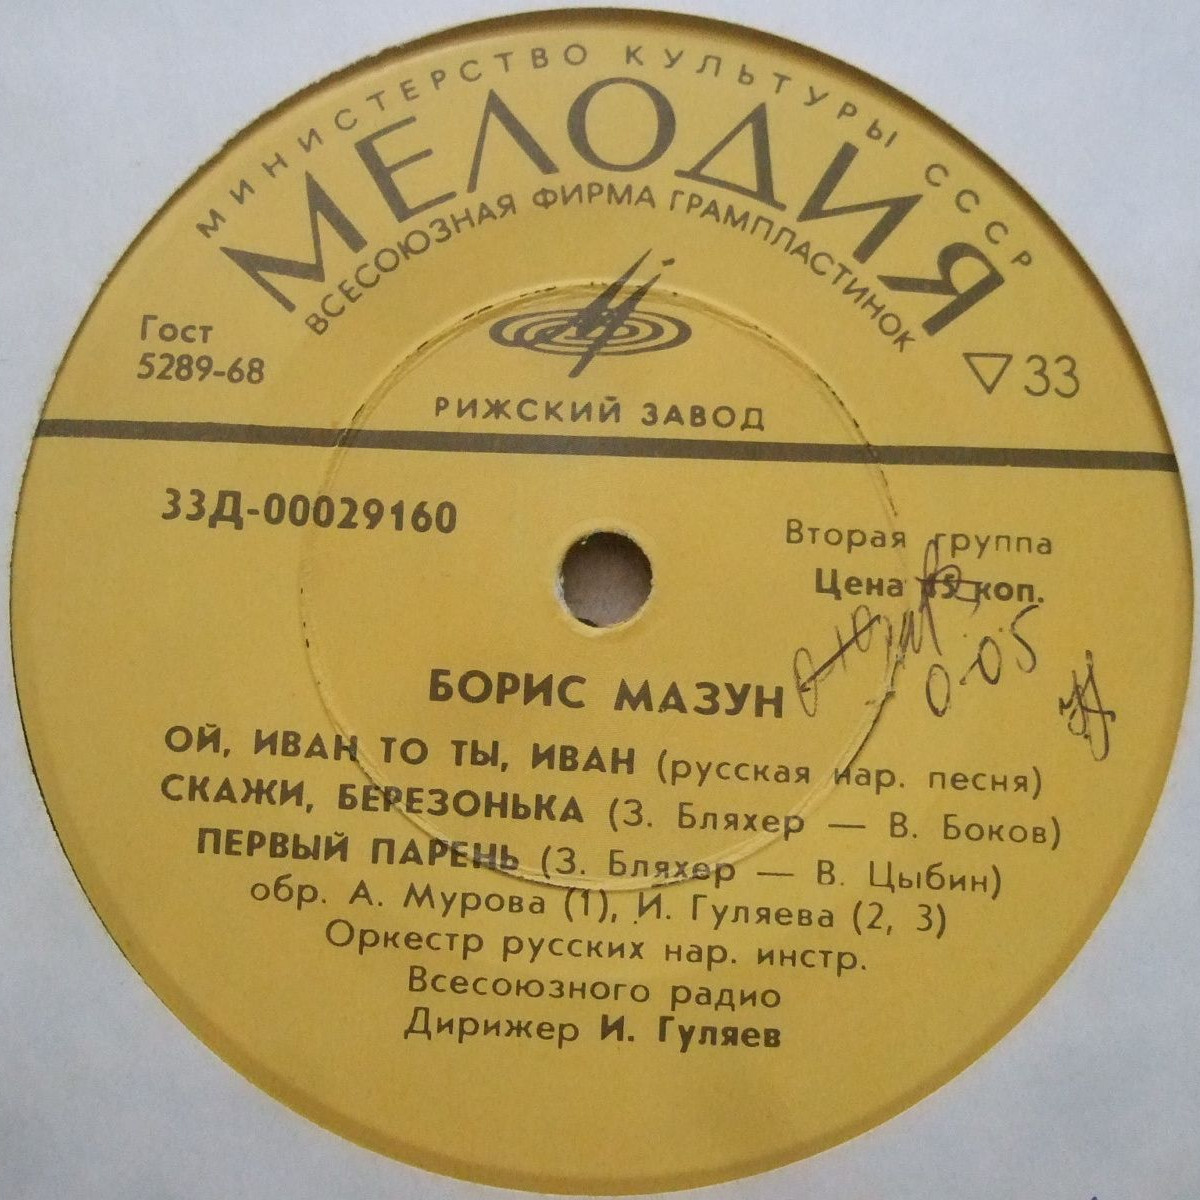 МИНИСТЕРСТВО КУЛЬТУРЫ СССР
МЕЛОДИЯ
ВСЕСОЮЗНАЯ ФИРМА ГРАМПЛАСТИНОК
Гост
5289-68
33
РИЖСКИЙ ЗАВОД
33Д-00029160
Вторая группа
Цена 45 коп.
0-05
БОРИС МАЗУН
ОЙ, ИВАН ТО ТЫ, ИВАН (русская нар. песня)
СКАЖИ, БЕРЕЗОНЬКА (З. Бляхер — В. Боков)
ПЕРВЫЙ ПАРЕНЬ (З. Бляхер — В. Цыбин)
обр. А. Мурова (1), И. Гуляева (2, 3)
Оркестр русских нар. инстр.
Всесоюзного радио
Дирижер И. Гуляев